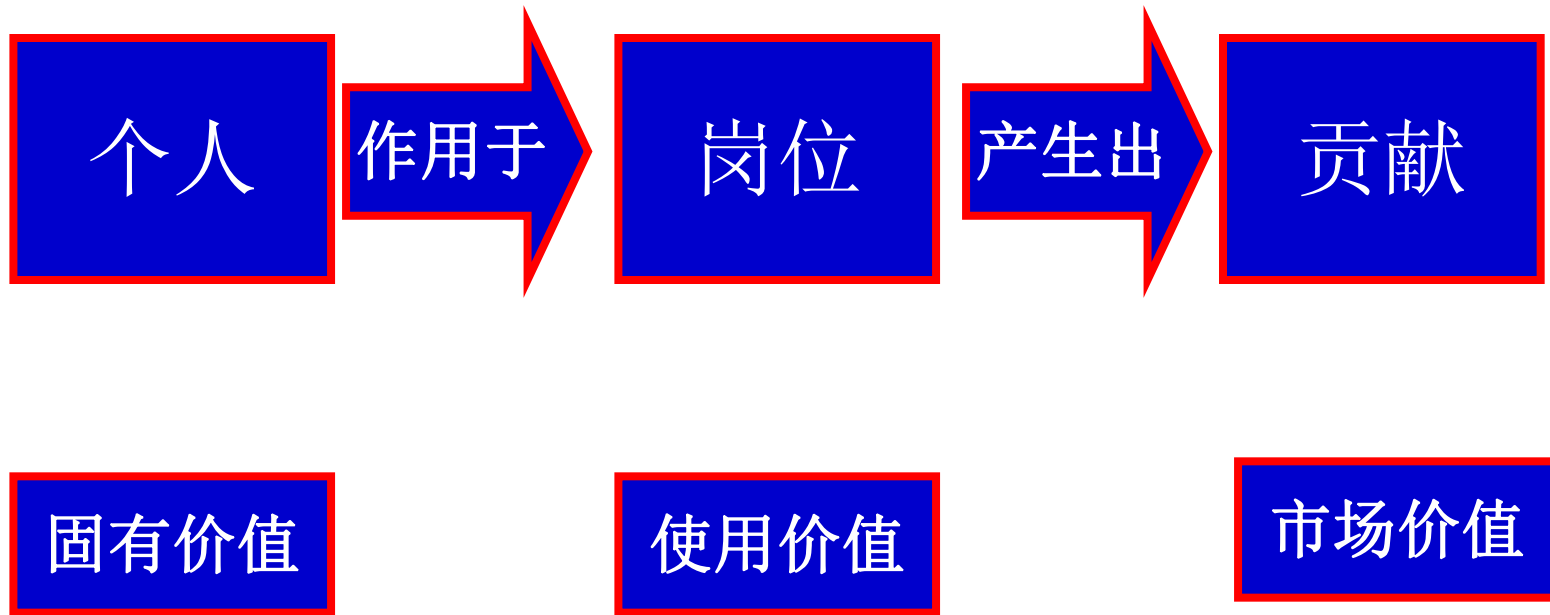 个人
作用于
岗位
产生出
贡献
固有价值
使用价值
市场价值